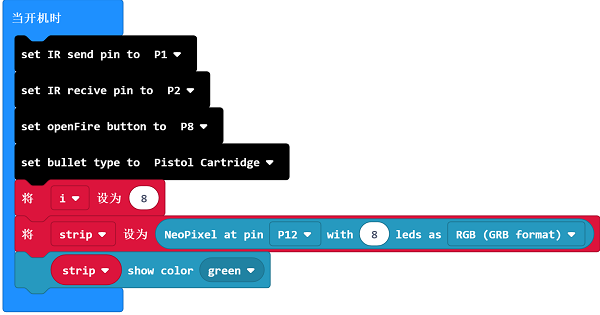 当开机时
set IR send pin to P1
set IR recive pin to P2
set openFire button to P8
set bullet type to Pistol Cartridge
将 i 设为 8
将 strip 设为 NeoPixel at pin P12 with 8 leds as RGB (GRB format)
strip show color green